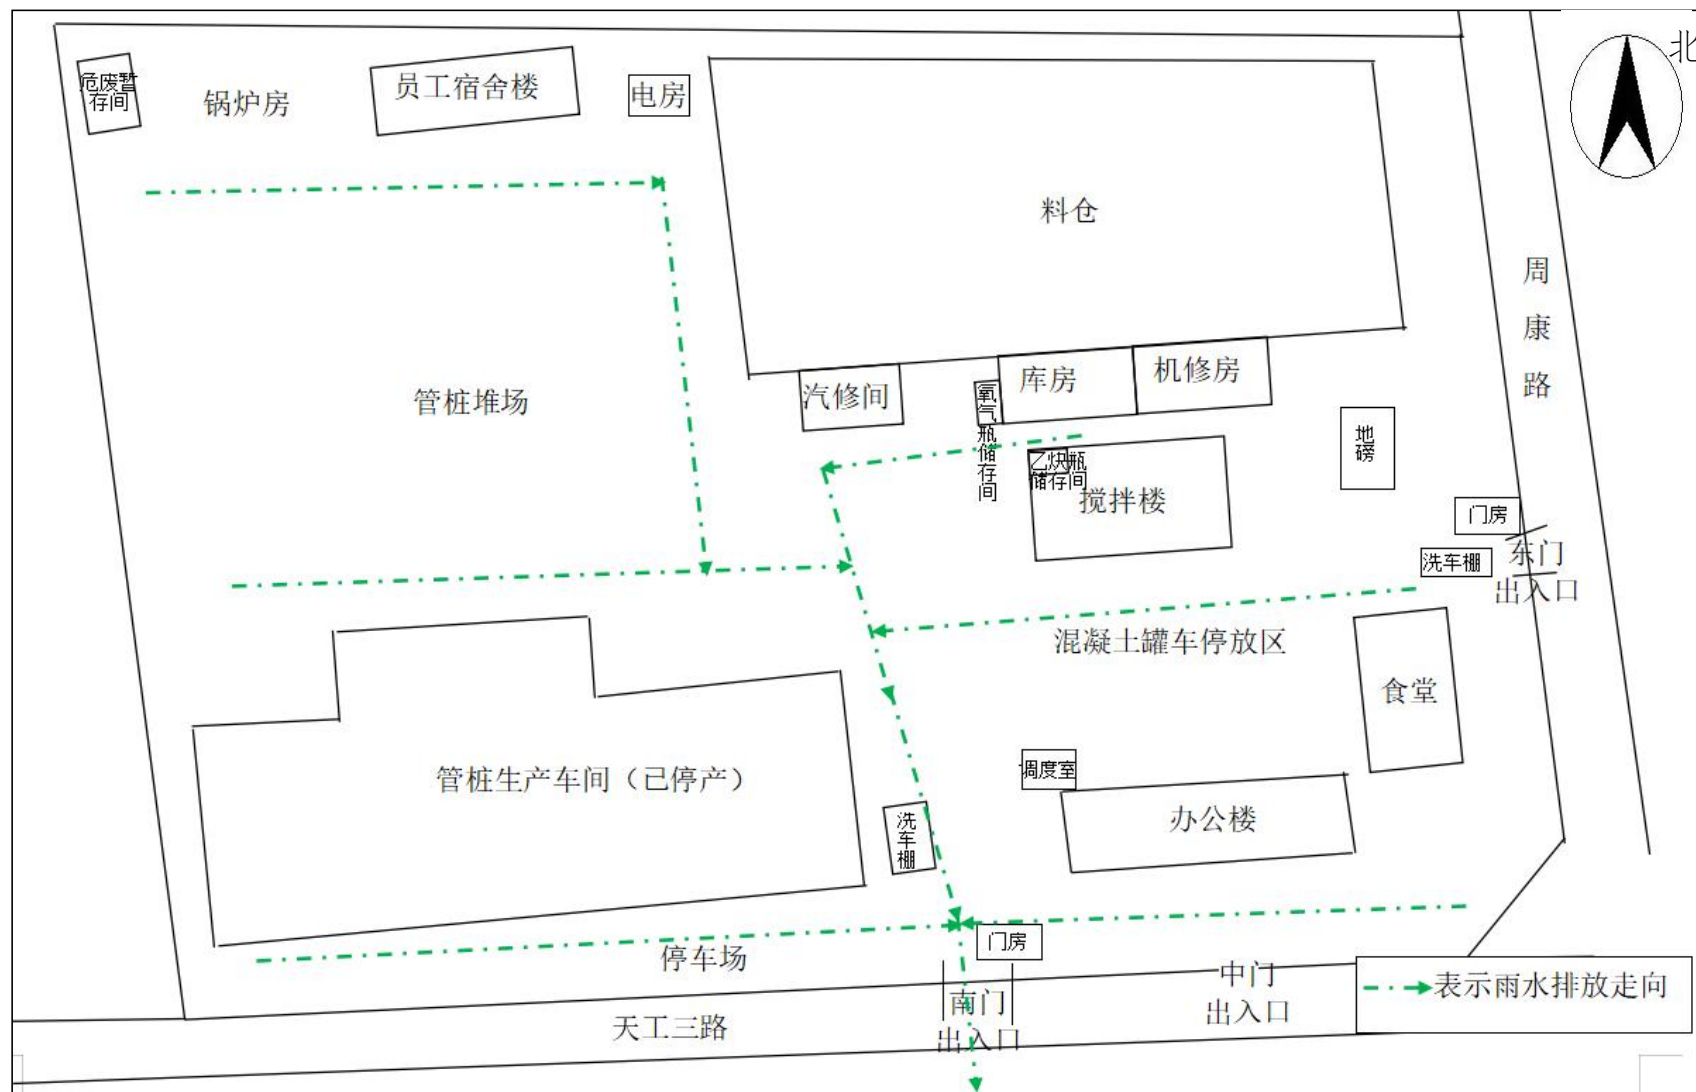 北
危废暂
存间
锅炉房
员工宿舍楼
电房
料仓
周
康
路
管桩堆场
汽修间
氧
气
瓶
储
存
间
库房
机修房
地
磅
乙炔瓶
储存间
搅拌楼
门房
洗车棚
东门
出入口
混凝土罐车停放区
食堂
管桩生产车间（已停产）
调度室
洗
车
棚
办公楼
门房
停车场
南门
出入口
中门
出入口
表示雨水排放走向
天工三路